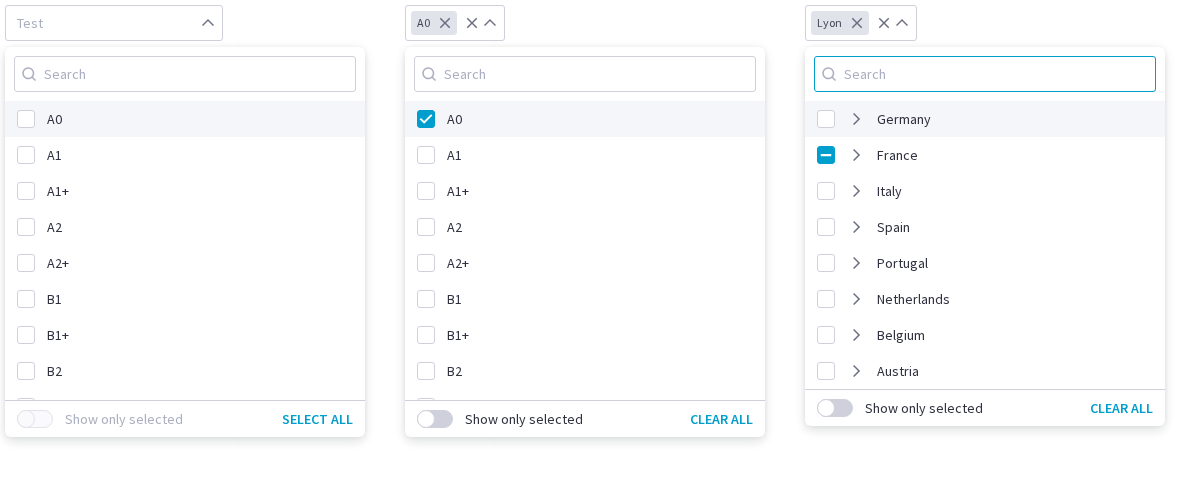 Test
Search
A0
A1
A1+
A2
A2+
B1
B1+
B2
Show only selected
SELECT ALL
A0
Search
A0
A1
A1+
A2
A2+
B1
B1+
B2
Show only selected
CLEAR ALL
Lyon
Search
Germany
France
Italy
Spain
Portugal
Netherlands
Belgium
Austria
Show only selected
CLEAR ALL